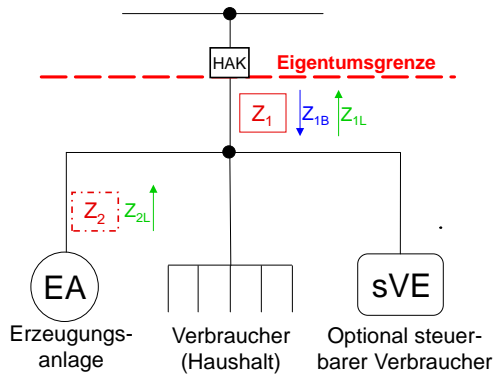 HAK
Eigentumsgrenze
Z1 Z1B Z1L
Z2 Z2L
EA sVE
Erzeugungs-
anlage
Verbraucher
(Haushalt)
Optional steuer-
barer Verbraucher